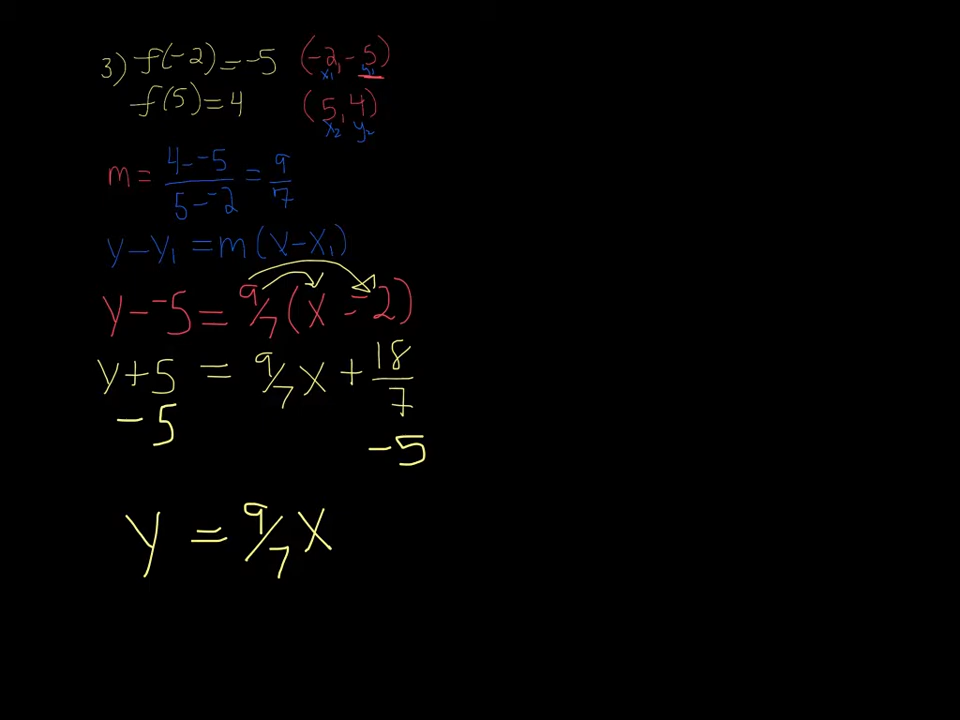 3) f(-2)=-5 (-2,-5)
x₁ y₁
f(5)=4 (5,4)
x₂ y₂
m= 4--5/5--2 = 9/7
y-y₁=m(x-x₁)
y--5=9/7(x--2)
y+5 = 9/7x+18/7
-5 -5
y=9/7x